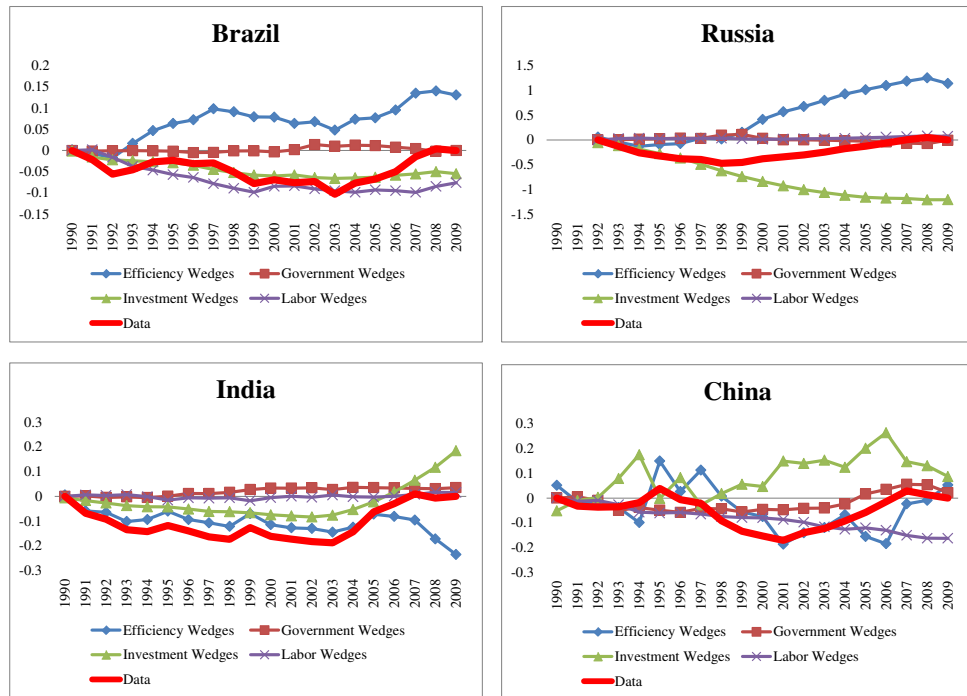 Brazil
0.2
0.15
0.1
0.05
0
-0.05
-0.1
-0.15
1990 1991 1992 1993 1994 1995 1996 1997 1998 1999 2000 2001 2002 2003 2004 2005 2006 2007 2008 2009
Efficiency Wedges Government Wedges
Investment Wedges Labor Wedges
Data
Russia
1.5
1
0.5
0
-0.5
-1
-1.5
1990 1991 1992 1993 1994 1995 1996 1997 1998 1999 2000 2001 2002 2003 2004 2005 2006 2007 2008 2009
Efficiency Wedges Government Wedges
Investment Wedges Labor Wedges
Data
India
0.3
0.2
0.1
0
-0.1
-0.2
-0.3
1990 1991 1992 1993 1994 1995 1996 1997 1998 1999 2000 2001 2002 2003 2004 2005 2006 2007 2008 2009
Efficiency Wedges Government Wedges
Investment Wedges Labor Wedges
Data
China
0.3
0.2
0.1
0
-0.1
-0.2
-0.3
1990 1991 1992 1993 1994 1995 1996 1997 1998 1999 2000 2001 2002 2003 2004 2005 2006 2007 2008 2009
Efficiency Wedges Government Wedges
Investment Wedges Labor Wedges
Data